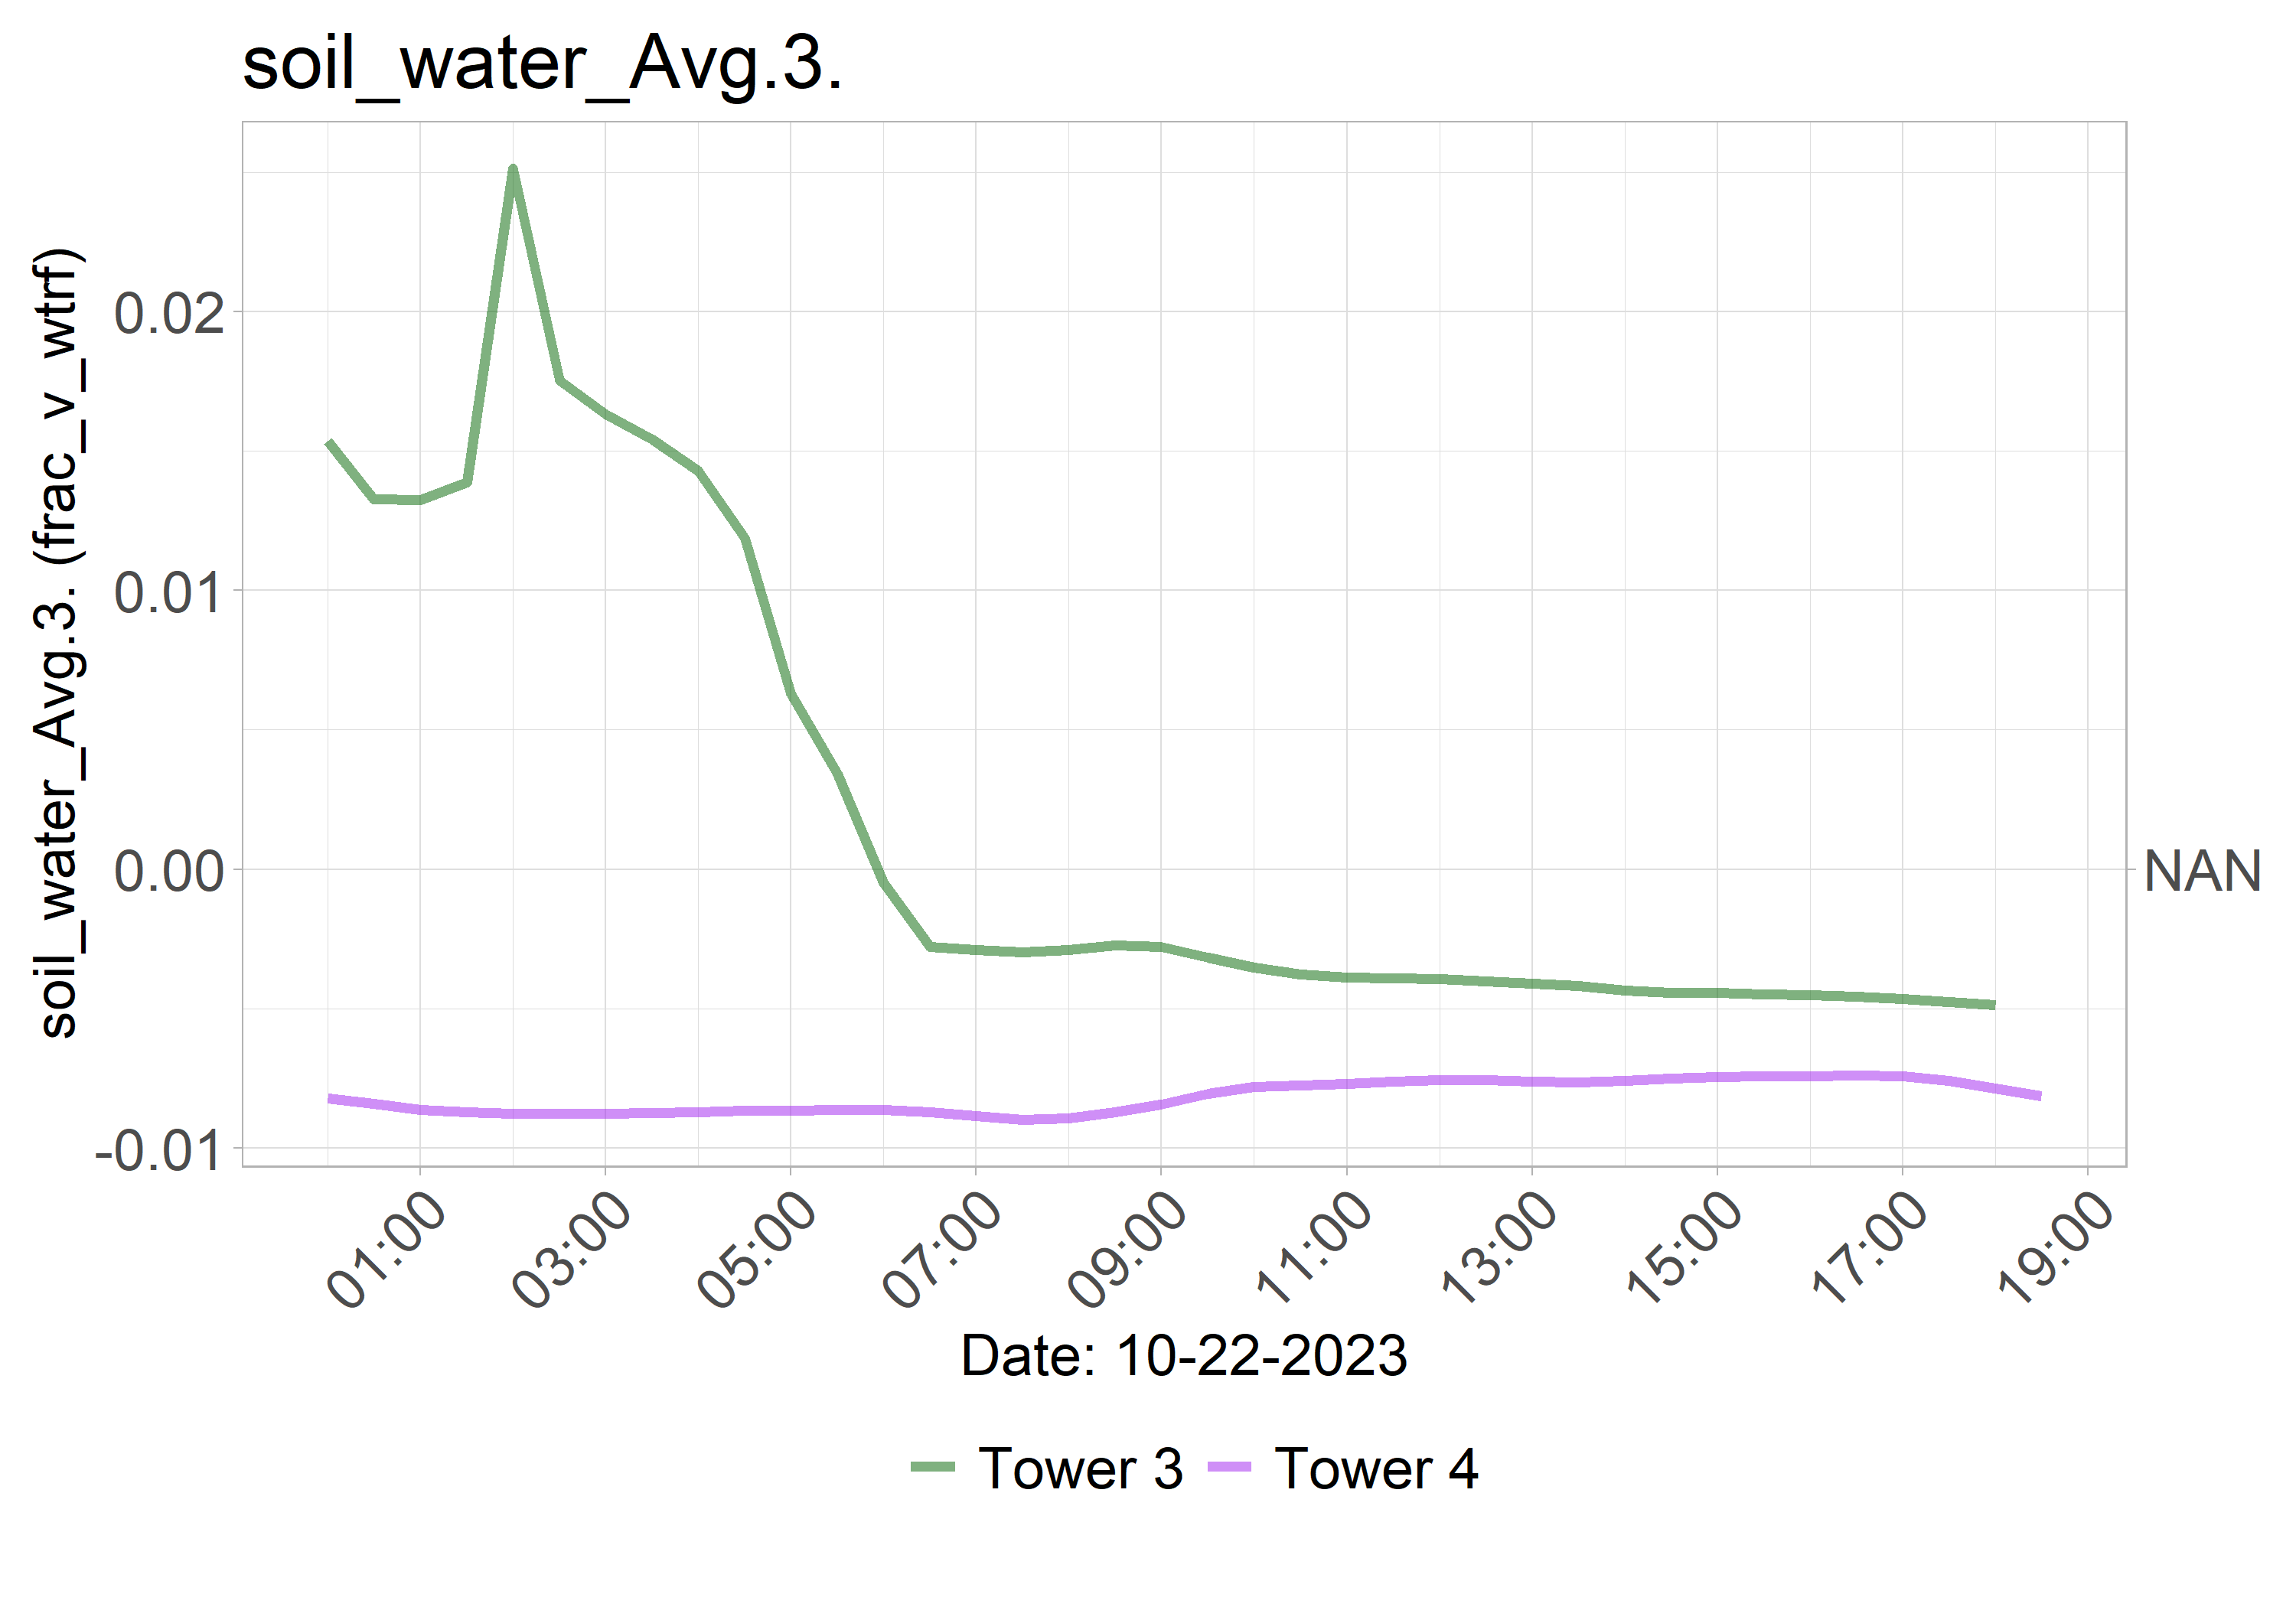 soil_water_Avg.3.
soil_water_Avg.3. (frac_v_wtrf)
0.02
0.01
0.00
-0.01
NAN
01:00
03:00
05:00
07:00
09:00
11:00
13:00
15:00
17:00
19:00
Date: 10-22-2023
Tower 3
Tower 4